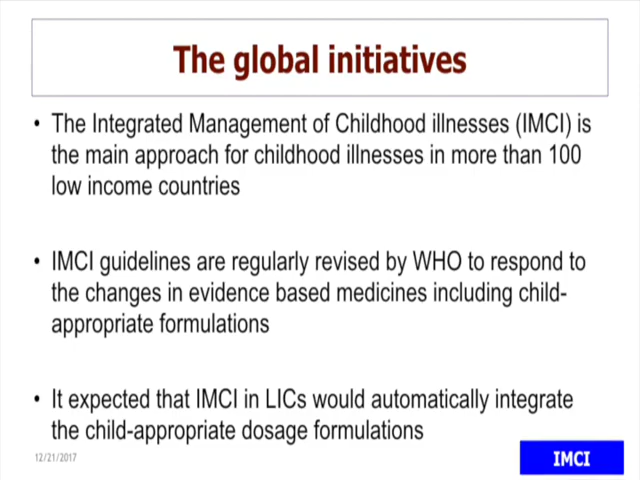 The global initiatives
• The Integrated Management of Childhood illnesses (IMCI) is
the main approach for childhood illnesses in more than 100
low income countries
• IMCI guidelines are regularly revised by WHO to respond to
the changes in evidence based medicines including child-
appropriate formulations
• It expected that IMCI in LICs would automatically integrate
the child-appropriate dosage formulations
12/21/2017
IMCI